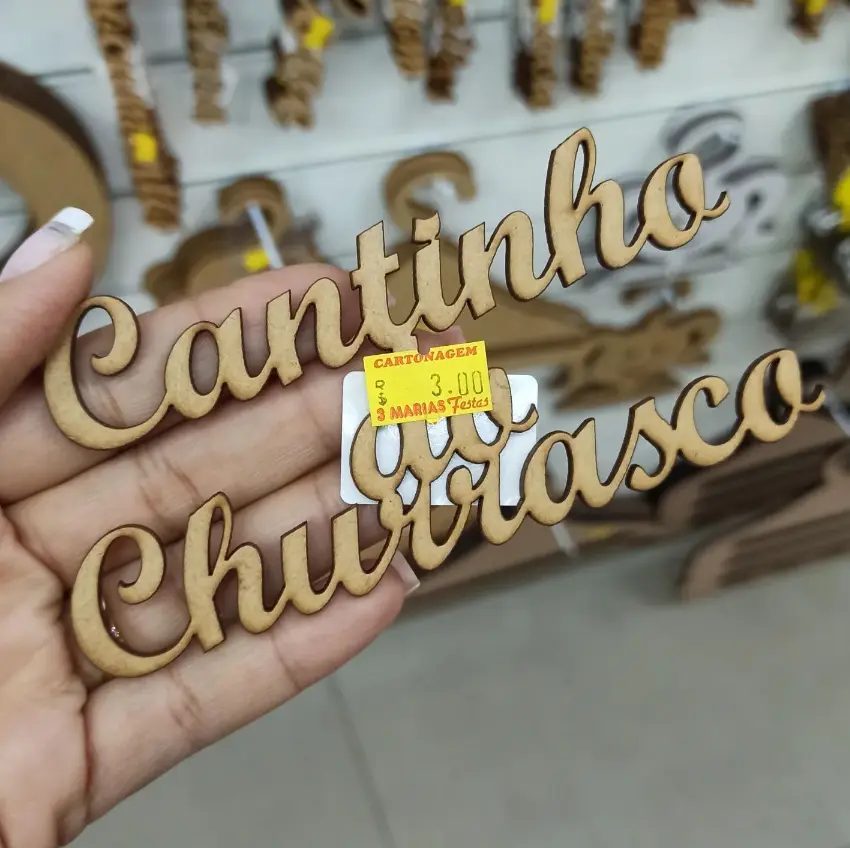 Cantinho
CARTONAGEM
R$ 3.00
3 MARIAS Festas
do
Churrasco